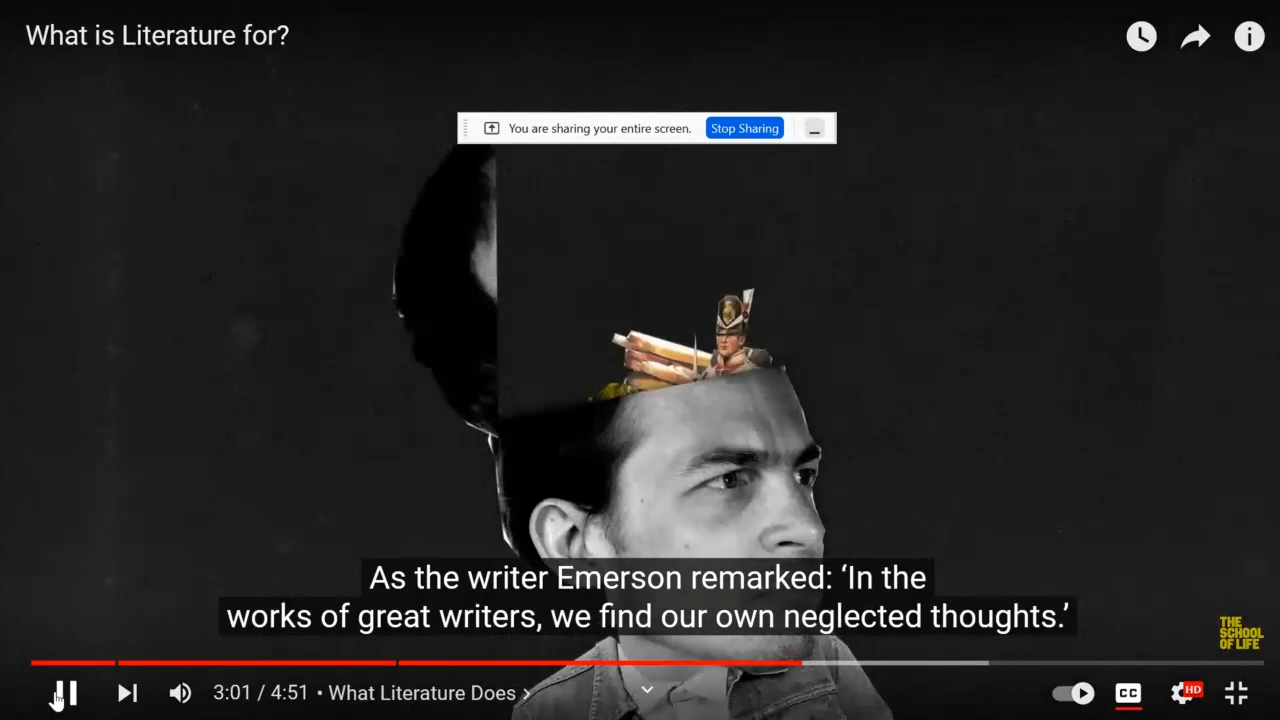 What is Literature for?
You are sharing your entire screen. Stop Sharing
As the writer Emerson remarked: ‘In the
works of great writers, we find our own neglected thoughts.’
THE
SCHOOL
OF LIFE
3:01 / 4:51 • What Literature Does
CC
HD